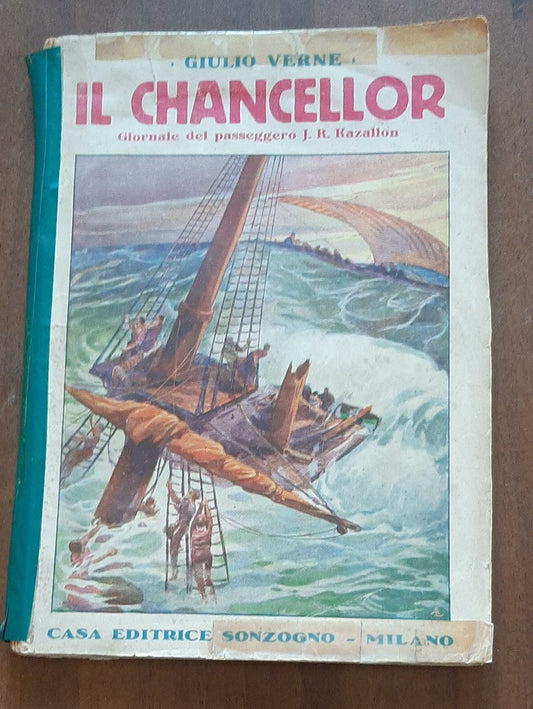 GIULIO VERNE
IL CHANCELLOR
Giornale del passeggero J. R. Kazallon
CASA EDITRICE SONZOGNO - MILANO